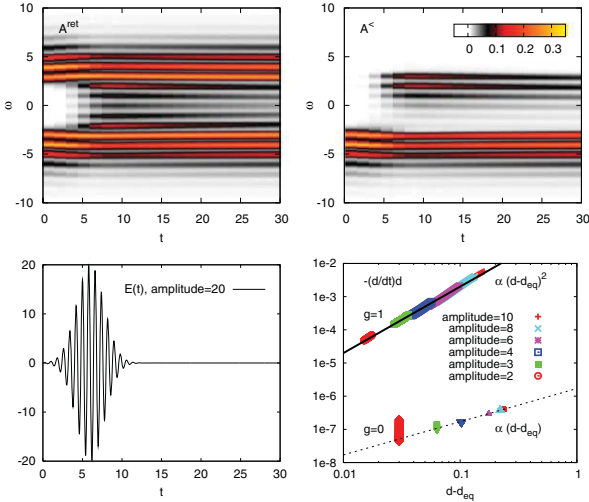 A^ret
10
5
0
-5
-10
ω
0 5 10 15 20 25 30
t
A^<
0 0.1 0.2 0.3
10
5
0
-5
-10
ω
0 5 10 15 20 25 30
t
E(t), amplitude=20
20
10
0
-10
-20
0 5 10 15 20 25 30
t
1e-2
1e-3
1e-4
1e-5
1e-6
1e-7
1e-8
-(d/dt)d
α (d-d_eq)^2
g=1
amplitude=10
amplitude=8
amplitude=6
amplitude=4
amplitude=3
amplitude=2
g=0
α (d-d_eq)
0.01 0.1 1
d-d_eq